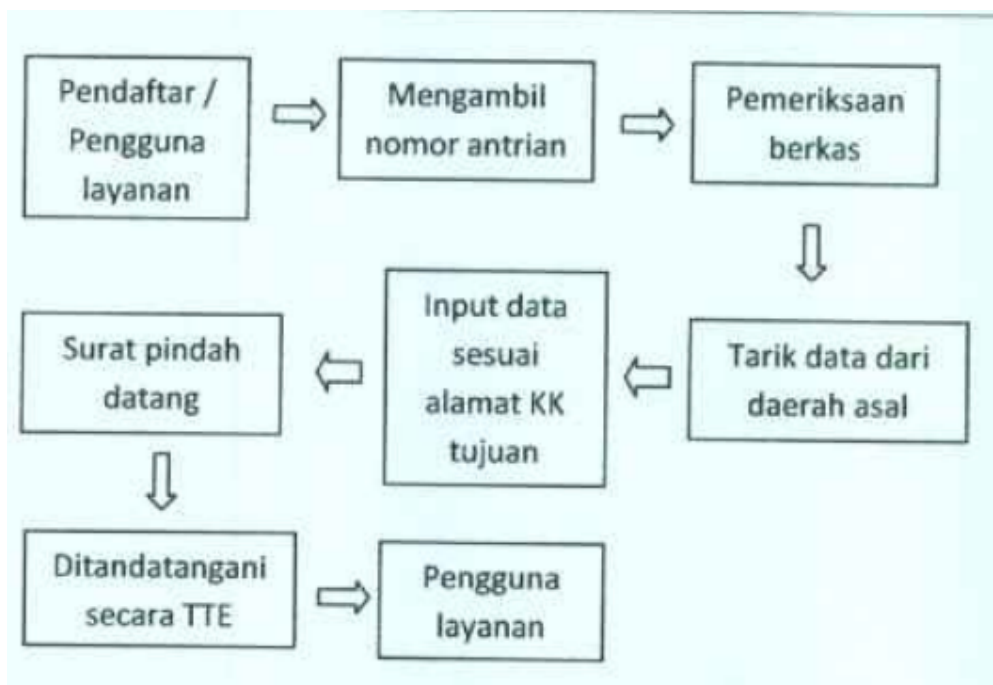 Pendaftar /
Pengguna
layanan
Mengambil
nomor antrian
Pemeriksaan
berkas
Tarik data dari
daerah asal
Input data
sesuai
alamat KK
tujuan
Surat pindah
datang
Ditandatangani
secara TTE
Pengguna
layanan